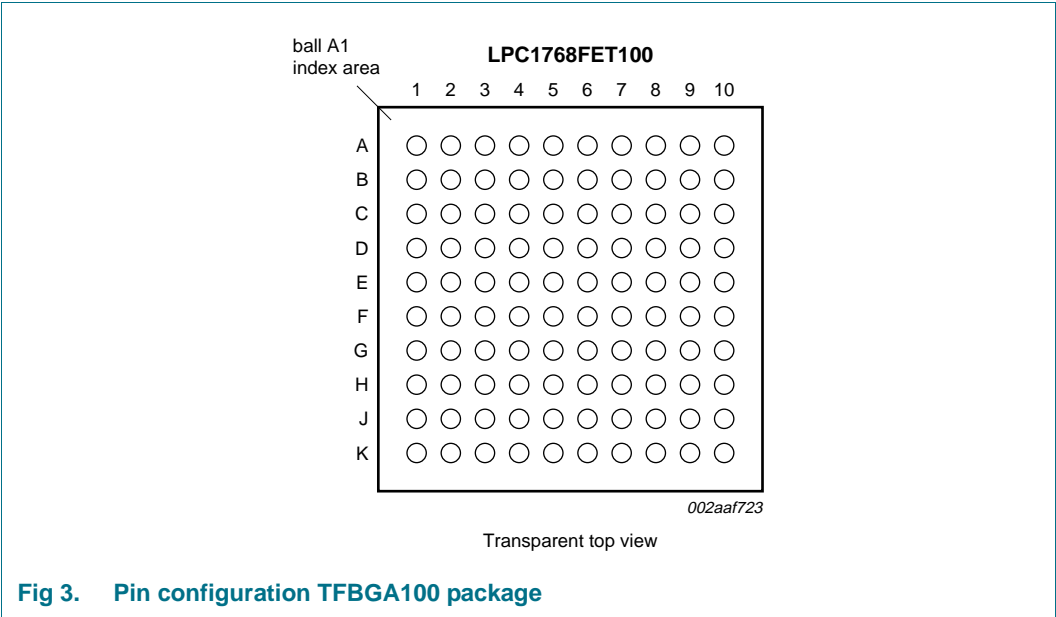 ball A1
index area
LPC1768FET100
1 2 3 4 5 6 7 8 9 10
A
B
C
D
E
F
G
H
J
K
002aaf723
Transparent top view
Fig 3. Pin configuration TFBGA100 package